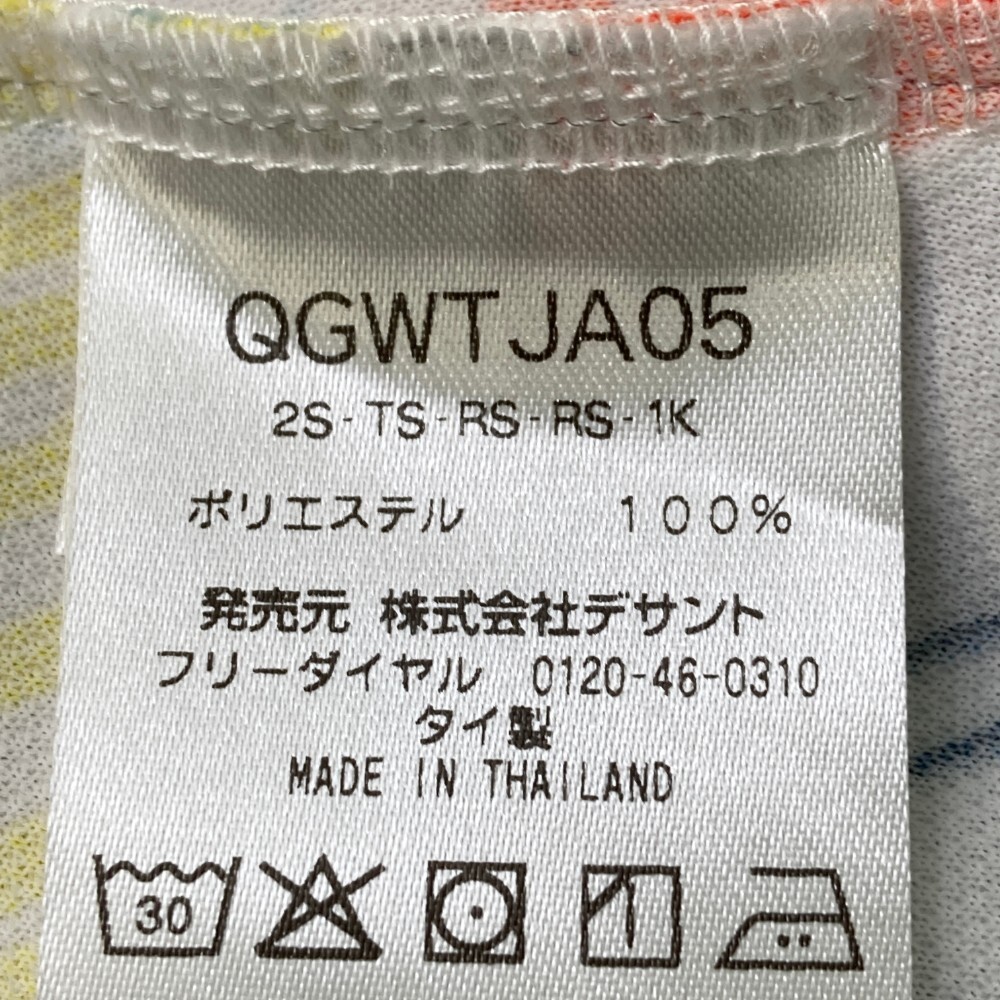 QGWTJA05
2S-TS-RS-RS-1K
ポリエステル 100%
発売元 株式会社デサント
フリーダイヤル 0120-46-0310
タイ製
MADE IN THAILAND
30